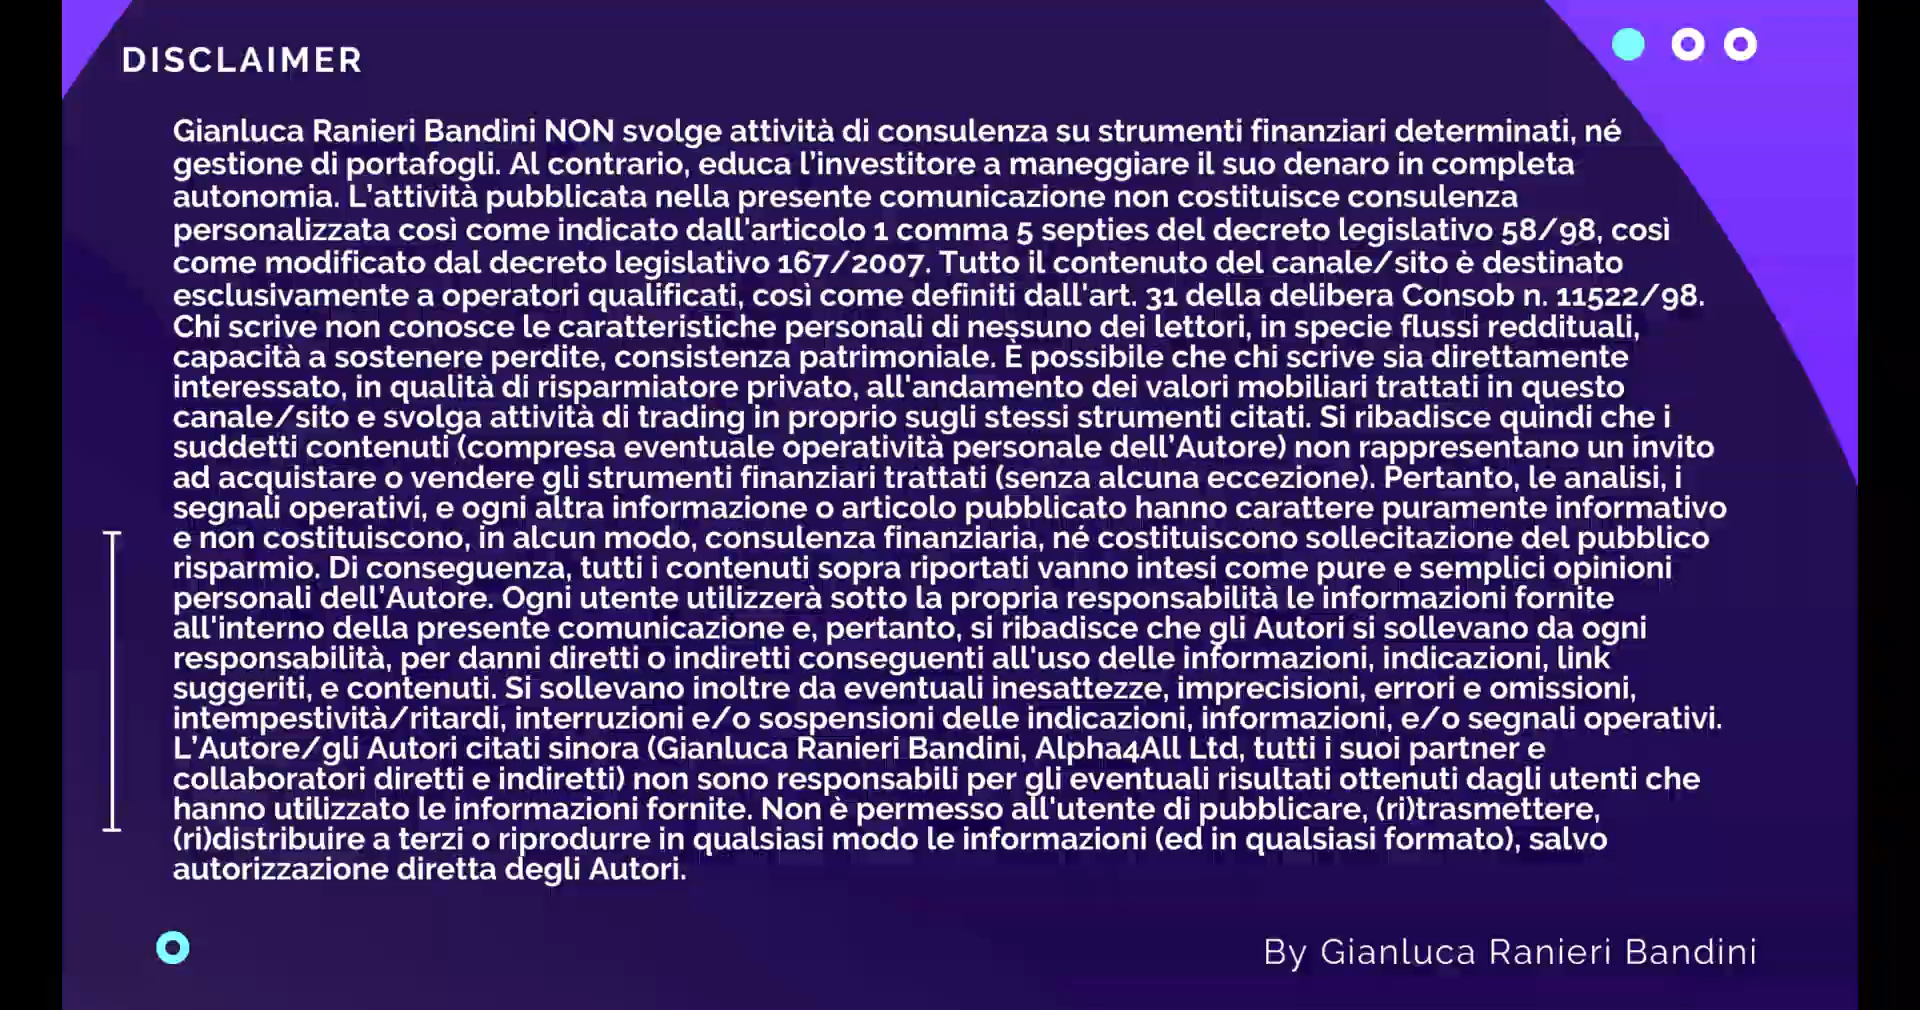 DISCLAIMER
Gianluca Ranieri Bandini NON svolge attività di consulenza su strumenti finanziari determinati, né
gestione di portafogli. Al contrario, educa l'investitore a maneggiare il suo denaro in completa
autonomia. L'attività pubblicata nella presente comunicazione non costituisce consulenza
personalizzata così come indicato dall'articolo 1 comma 5 septies del decreto legislativo 58/98, così
come modificato dal decreto legislativo 167/2007. Tutto il contenuto del canale/sito è destinato
esclusivamente a operatori qualificati, così come definiti dall'art. 31 della delibera Consob n. 11522/98.
Chi scrive non conosce le caratteristiche personali di nessuno dei lettori, in specie flussi reddituali,
capacità a sostenere perdite, consistenza patrimoniale. È possibile che chi scrive sia direttamente
interessato, in qualità di risparmiatore privato, all'andamento dei valori mobiliari trattati in questo
canale/sito e svolga attività di trading in proprio sugli stessi strumenti citati. Si ribadisce quindi che i
suddetti contenuti (compresa eventuale operatività personale dell'Autore) non rappresentano un invito
ad acquistare o vendere gli strumenti finanziari trattati (senza alcuna eccezione). Pertanto, le analisi, i
segnali operativi, e ogni altra informazione o articolo pubblicato hanno carattere puramente informativo
e non costituiscono, in alcun modo, consulenza finanziaria, né costituiscono sollecitazione del pubblico
risparmio. Di conseguenza, tutti i contenuti sopra riportati vanno intesi come pure e semplici opinioni
personali dell'Autore. Ogni utente utilizzerà sotto la propria responsabilità le informazioni fornite
all'interno della presente comunicazione e, pertanto, si ribadisce che gli Autori si sollevano da ogni
responsabilità, per danni diretti o indiretti conseguenti all'uso delle informazioni, indicazioni, link
suggeriti, e contenuti. Si sollevano inoltre da eventuali inesattezze, imprecisioni, errori e omissioni,
intempestività/ritardi, interruzioni e/o sospensioni delle indicazioni, informazioni, e/o segnali operativi.
L'Autore/gli Autori citati sinora (Gianluca Ranieri Bandini, Alpha4All Ltd, tutti i suoi partner e
collaboratori diretti e indiretti) non sono responsabili per gli eventuali risultati ottenuti dagli utenti che
hanno utilizzato le informazioni fornite. Non è permesso all'utente di pubblicare, (ri)trasmettere,
(ri)distribuire a terzi o riprodurre in qualsiasi modo le informazioni (ed in qualsiasi formato), salvo
autorizzazione diretta degli Autori.
By Gianluca Ranieri Bandini